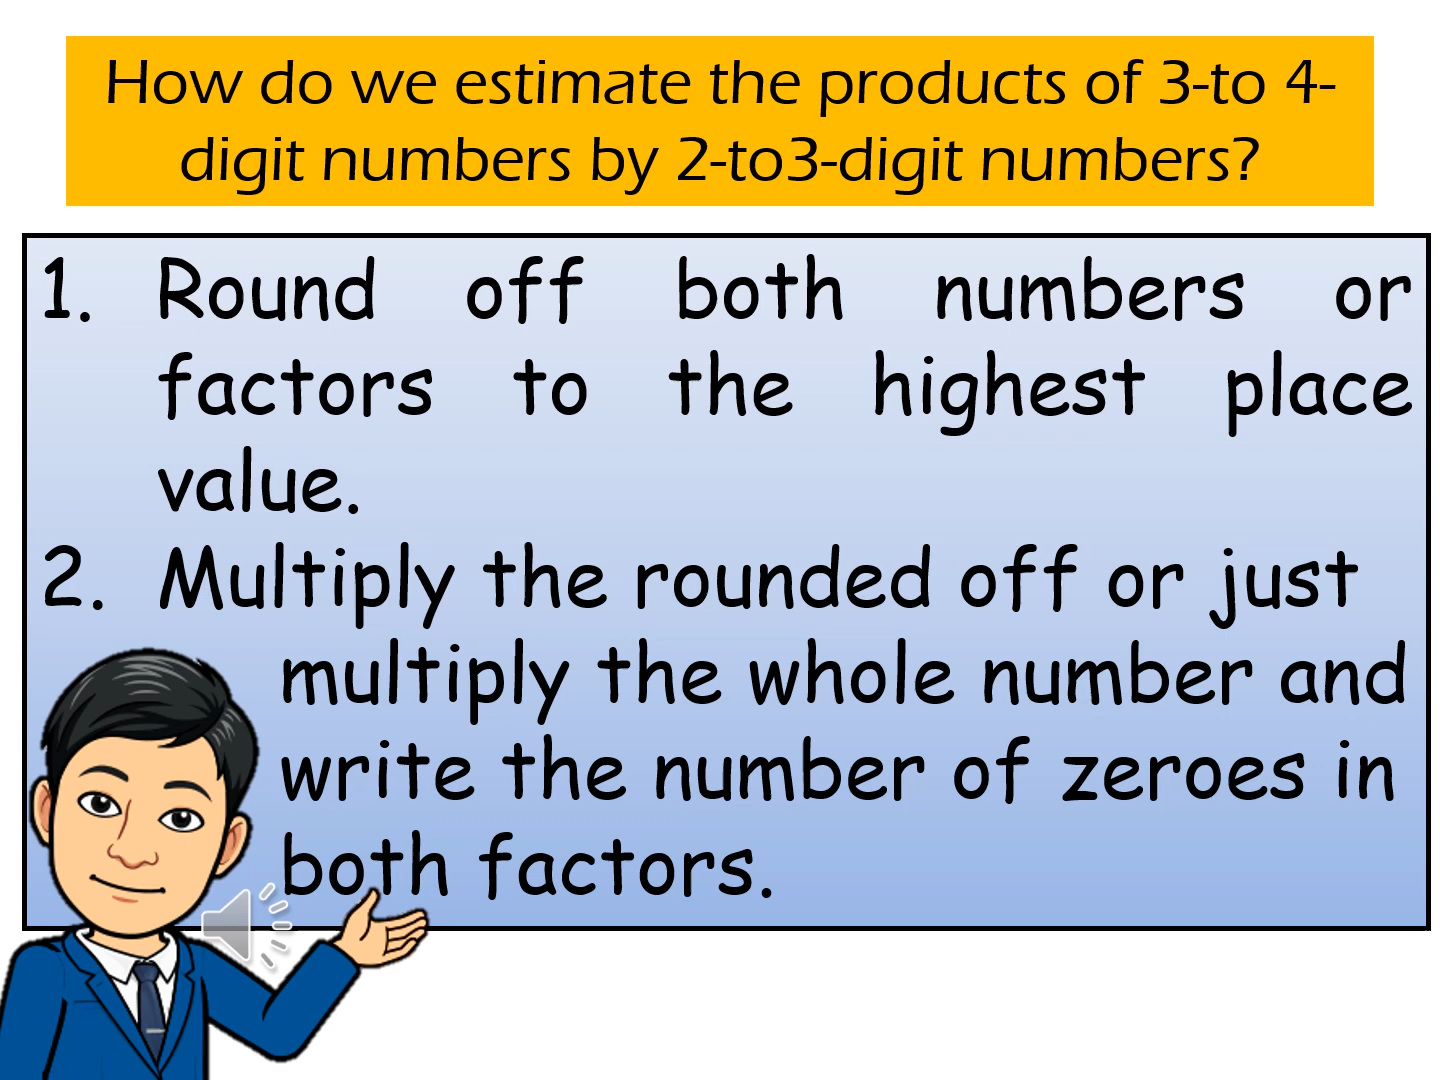 How do we estimate the products of 3-to 4-
digit numbers by 2-to3-digit numbers?
1. Round off both numbers or
factors to the highest place
value.
2. Multiply the rounded off or just
multiply the whole number and
write the number of zeroes in
both factors.